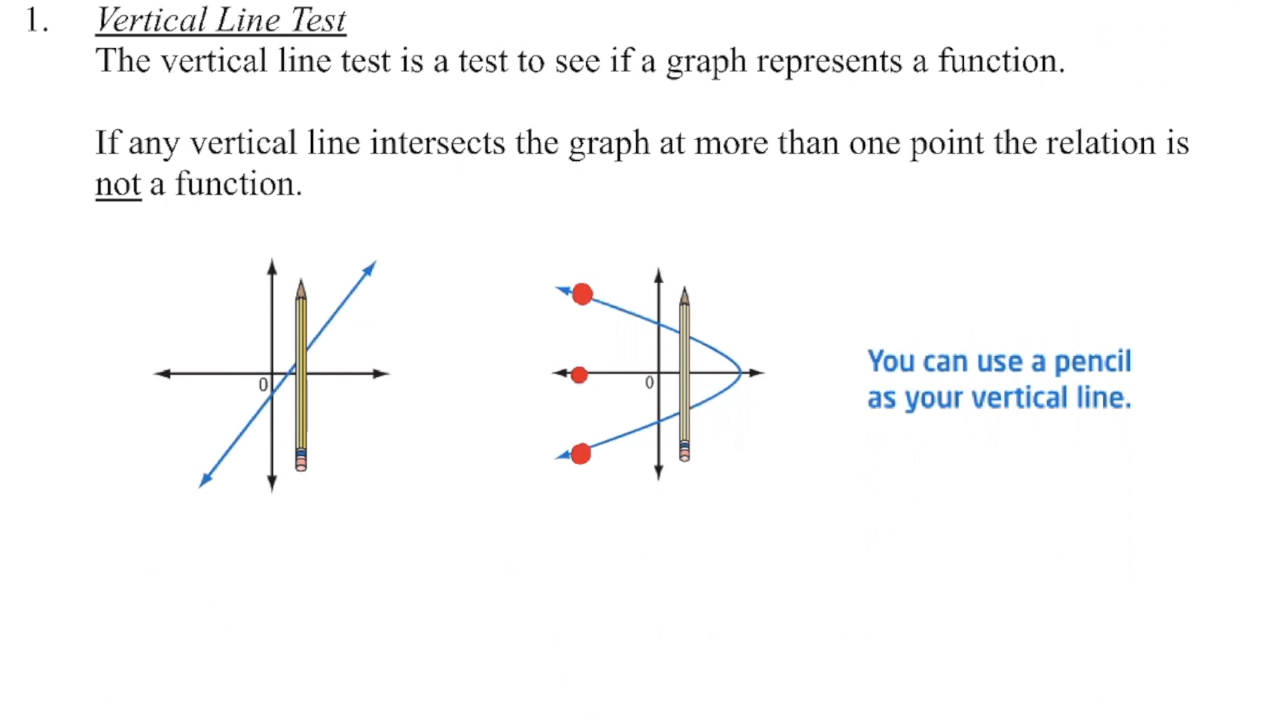 1. Vertical Line Test
The vertical line test is a test to see if a graph represents a function.
If any vertical line intersects the graph at more than one point the relation is
not a function.
0
0
You can use a pencil
as your vertical line.